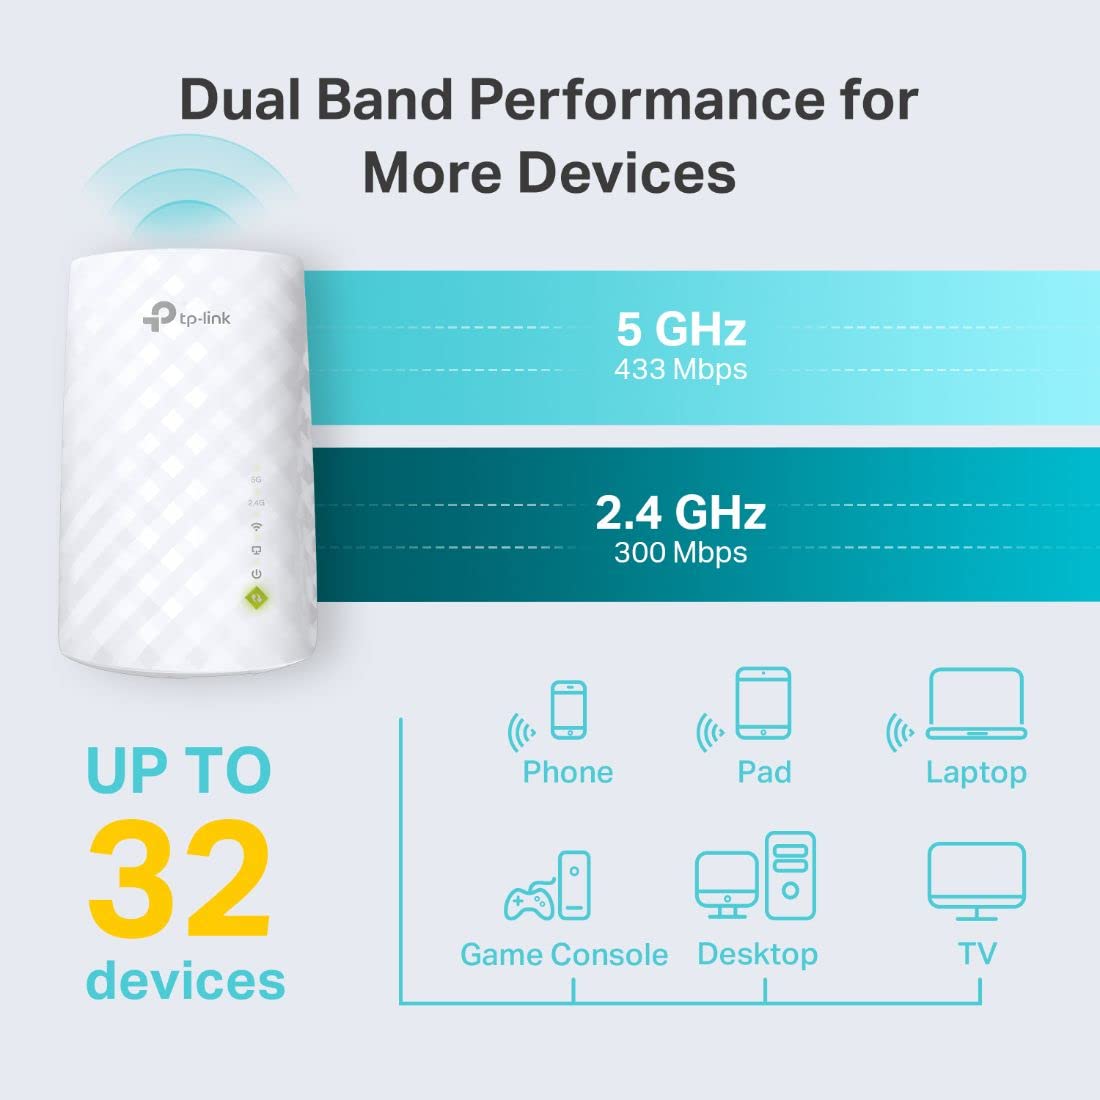 Dual Band Performance for
More Devices
tp-link
5 GHz
433 Mbps
5G
2.4G
2.4 GHz
300 Mbps
UP TO
32
devices
Phone
Pad
Laptop
Game Console
Desktop
TV